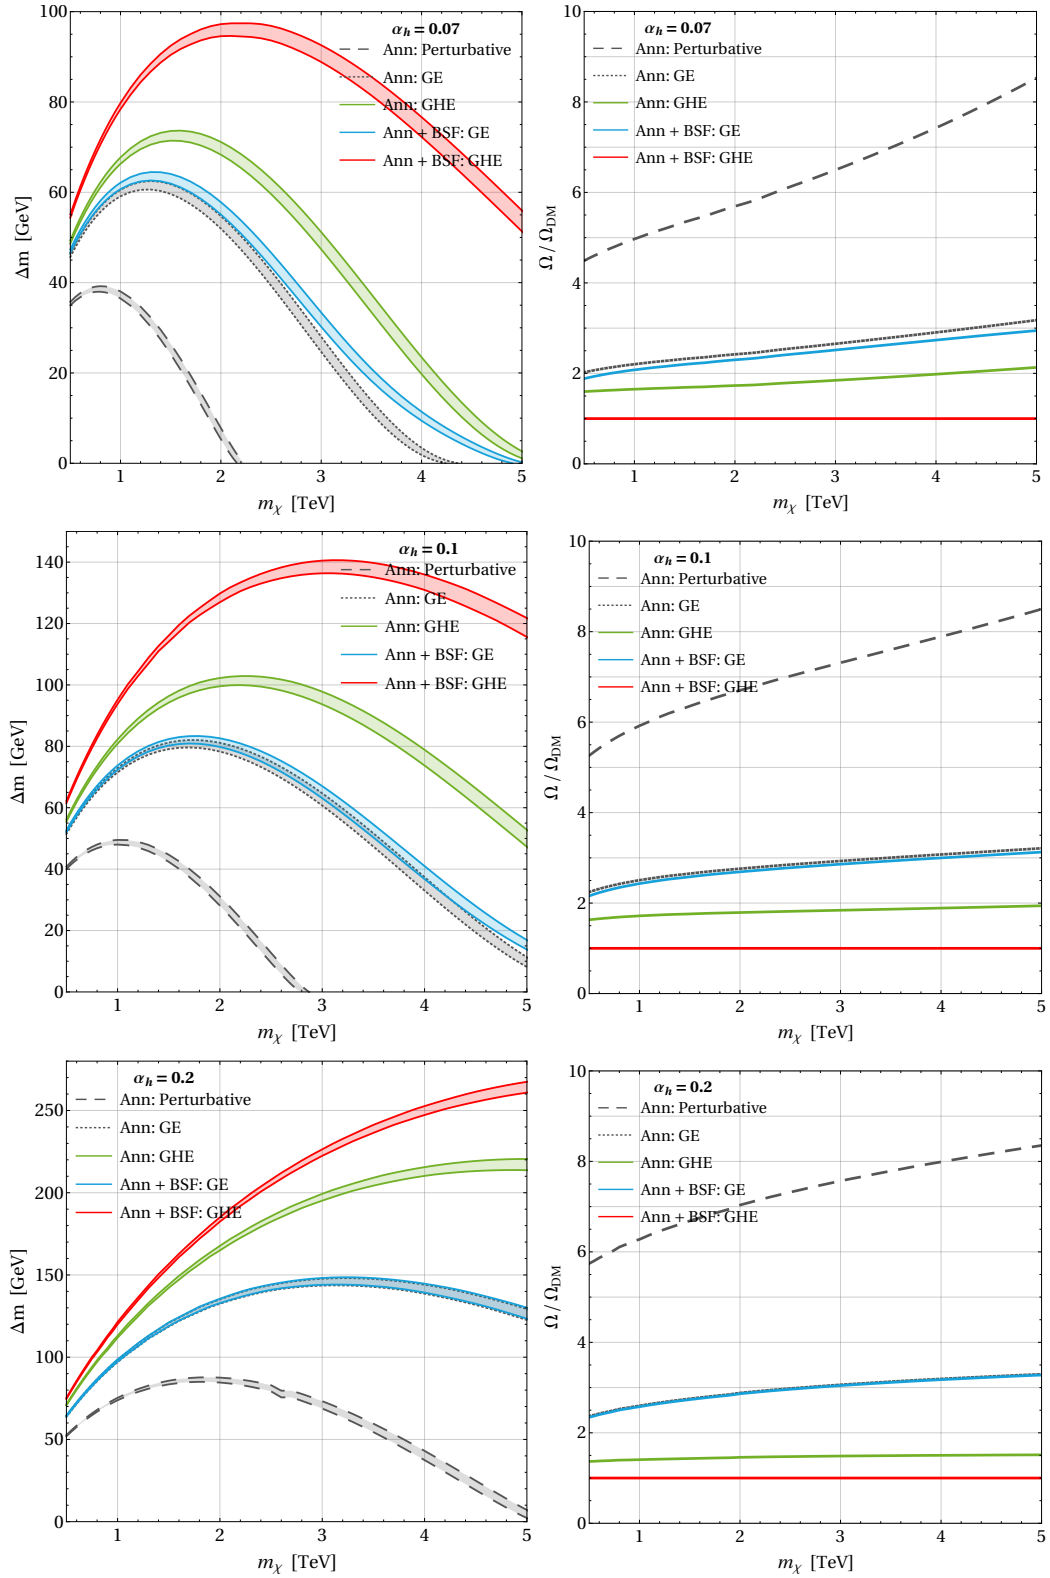 α_h = 0.07
Ann: Perturbative
Ann: GE
Ann: GHE
Ann + BSF: GE
Ann + BSF: GHE
Δm [GeV]
100
80
60
40
20
0
1
2
3
4
5
m_χ [TeV]
α_h = 0.07
Ann: Perturbative
Ann: GE
Ann: GHE
Ann + BSF: GE
Ann + BSF: GHE
Ω / Ω_DM
10
8
6
4
2
0
1
2
3
4
5
m_χ [TeV]
α_h = 0.1
Ann: Perturbative
Ann: GE
Ann: GHE
Ann + BSF: GE
Ann + BSF: GHE
Δm [GeV]
140
120
100
80
60
40
20
0
1
2
3
4
5
m_χ [TeV]
α_h = 0.1
Ann: Perturbative
Ann: GE
Ann: GHE
Ann + BSF: GE
Ann + BSF: GHE
Ω / Ω_DM
10
8
6
4
2
0
1
2
3
4
5
m_χ [TeV]
α_h = 0.2
Ann: Perturbative
Ann: GE
Ann: GHE
Ann + BSF: GE
Ann + BSF: GHE
Δm [GeV]
250
200
150
100
50
0
1
2
3
4
5
m_χ [TeV]
α_h = 0.2
Ann: Perturbative
Ann: GE
Ann: GHE
Ann + BSF: GE
Ann + BSF: GHE
Ω / Ω_DM
10
8
6
4
2
0
1
2
3
4
5
m_χ [TeV]